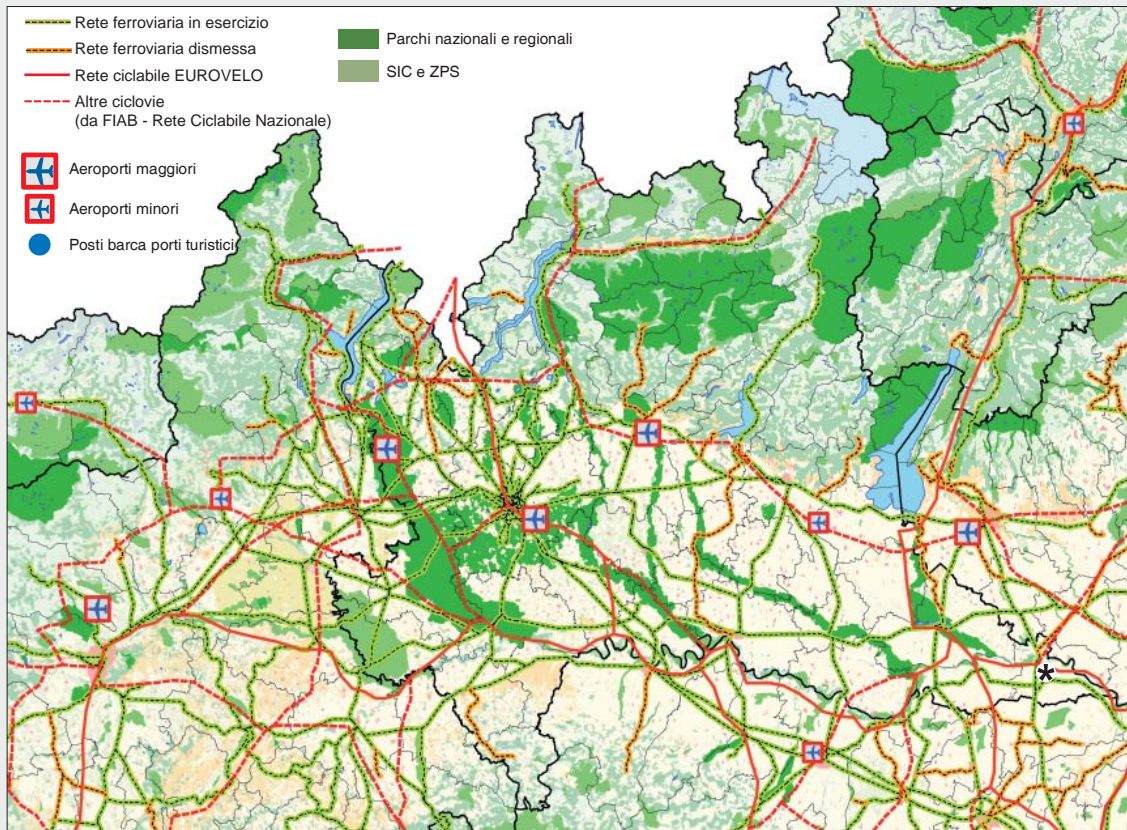 Rete ferroviaria in esercizio
Rete ferroviaria dismessa
Rete ciclabile EUROVELO
Altre ciclovie
(da FIAB - Rete Ciclabile Nazionale)
Aeroporti maggiori
Aeroporti minori
Posti barca porti turistici
Parchi nazionali e regionali
SIC e ZPS
*